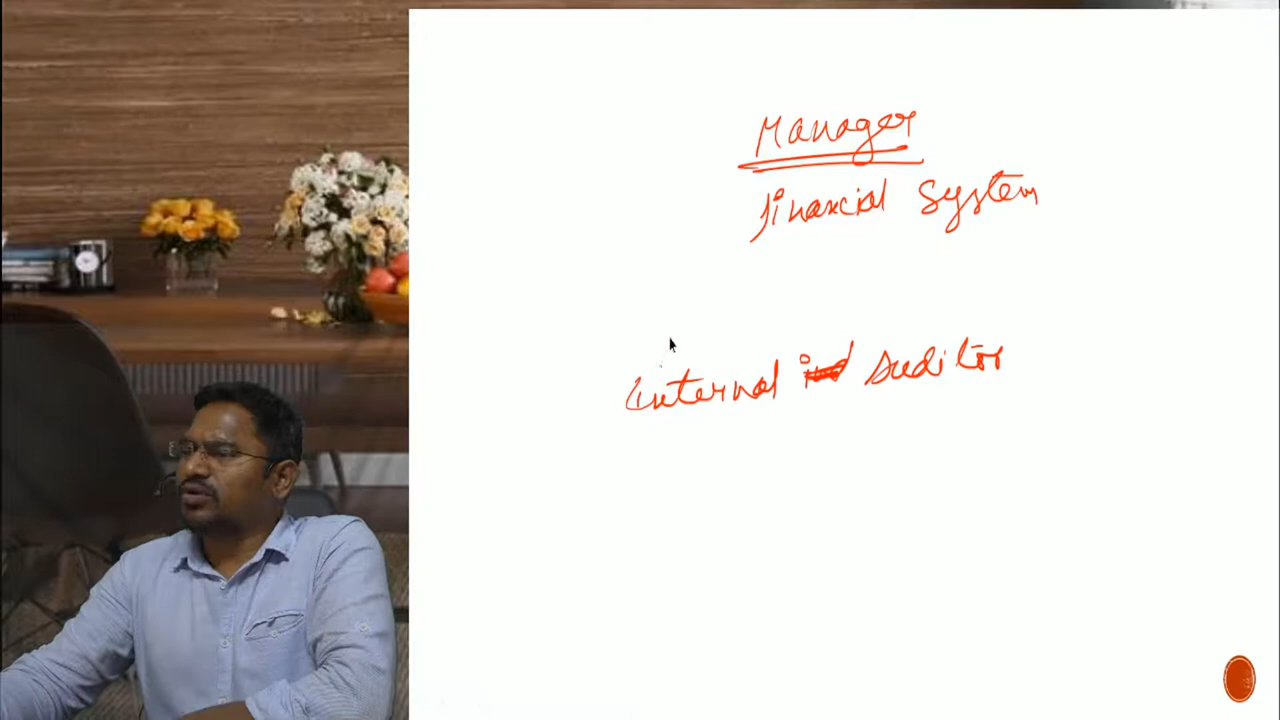 Manager
financial system
internal auditor